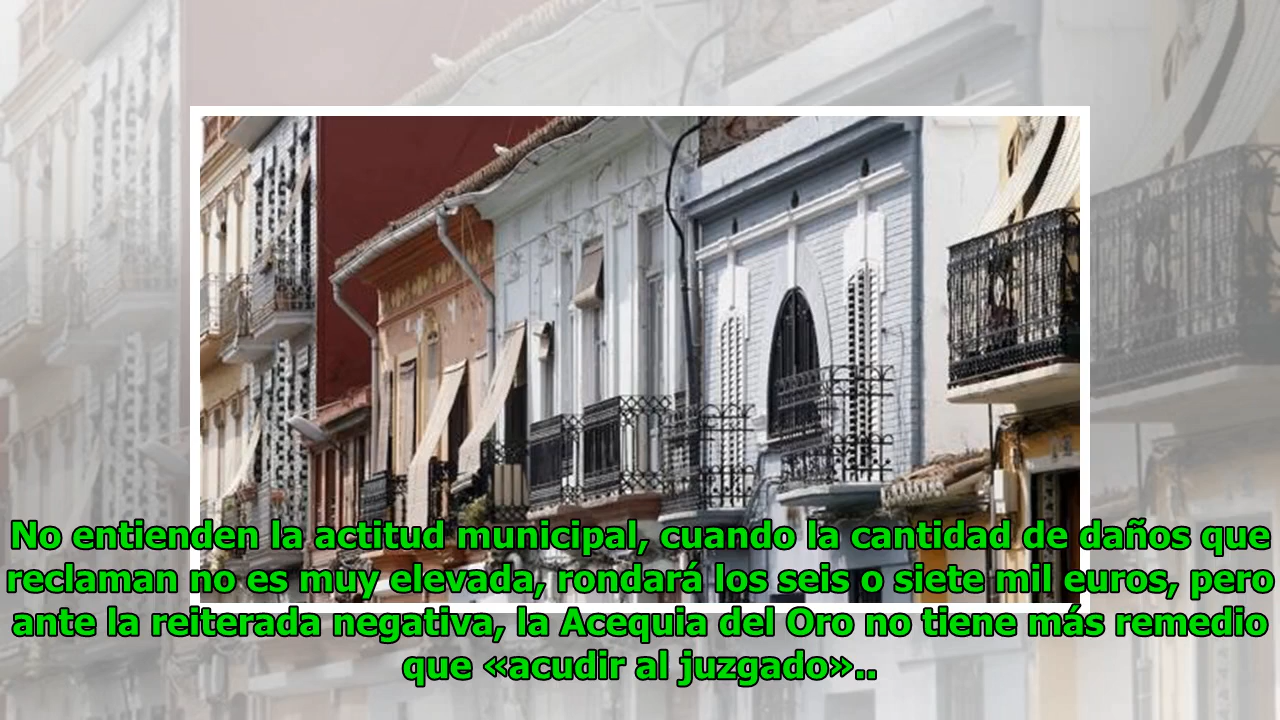 No entienden la actitud municipal, cuando la cantidad de daños que
reclaman no es muy elevada, rondará los seis o siete mil euros, pero
ante la reiterada negativa, la Acequia del Oro no tiene más remedio
que «acudir al juzgado»..